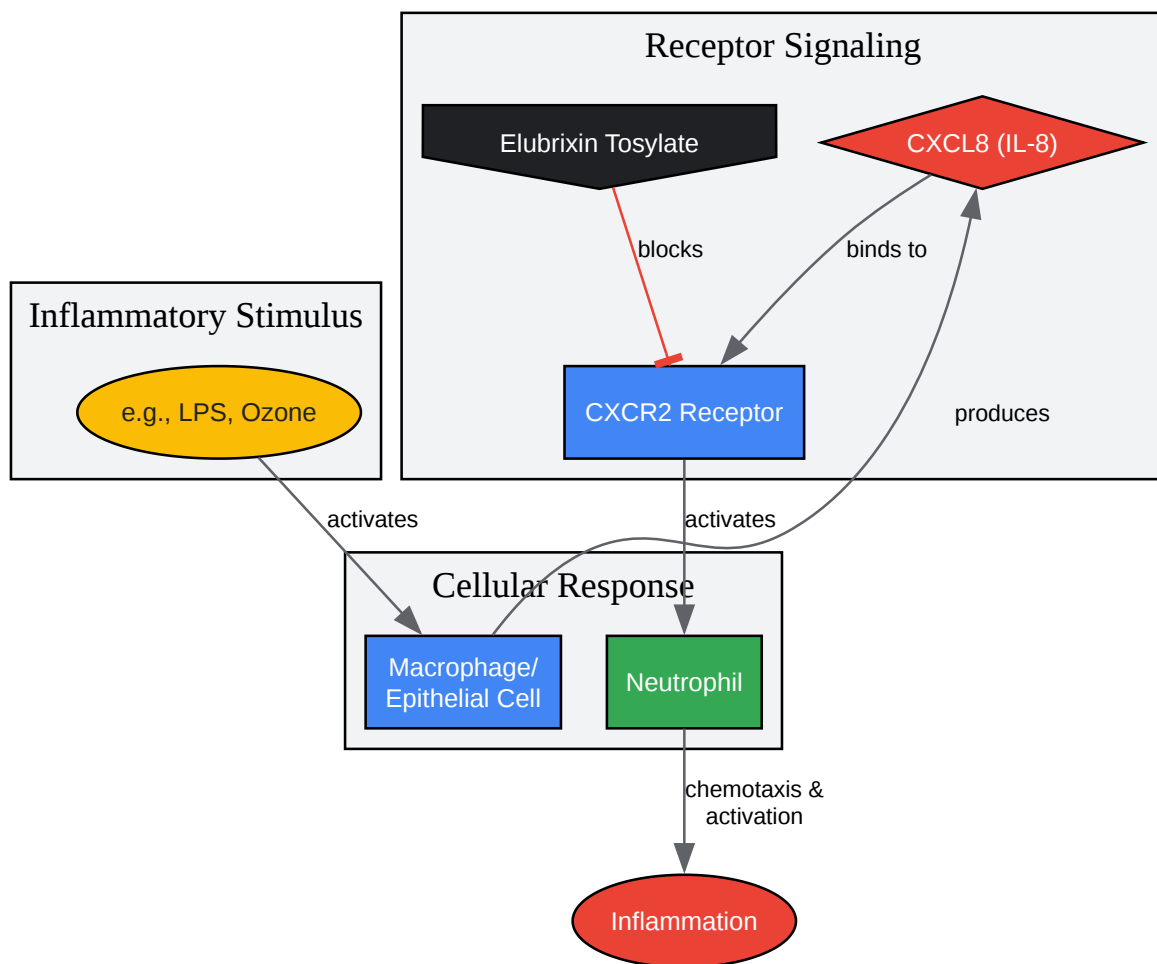 Receptor Signaling
Elubrixin Tosylate
CXCL8 (IL-8)
blocks
binds to
Inflammatory Stimulus
e.g., LPS, Ozone
CXCR2 Receptor
produces
activates
activates
Cellular Response
Macrophage/
Epithelial Cell
Neutrophil
chemotaxis &
activation
Inflammation